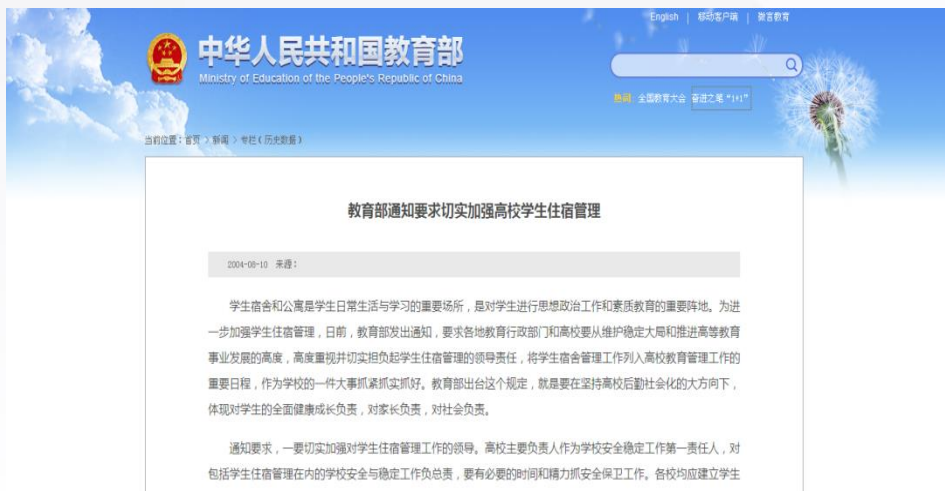 English | 移动客户端 | 微言教育
中华人民共和国教育部
Ministry of Education of the People's Republic of China
热词 全国教育大会 奋进之笔 “1+1”
当前位置：首页 > 新闻 > 专栏（历史数据）
教育部通知要求切实加强高校学生住宿管理
2004-08-10 来源：
学生宿舍和公寓是学生日常生活与学习的重要场所，是对学生进行思想政治工作和素质教育的重要阵地。为进
一步加强学生住宿管理，日前，教育部发出通知，要求各地教育行政部门和高校要从维护稳定大局和推进高等教育
事业发展的高度，高度重视并切实担负起学生住宿管理的领导责任，将学生宿舍管理工作列入高校教育管理工作的
重要日程，作为学校的一件大事抓紧抓实抓好。教育部出台这个规定，就是要在坚持高校后勤社会化的大方向下，
体现对学生的全面健康成长负责，对家长负责，对社会负责。
通知要求，一要切实加强对学生住宿管理工作的领导。高校主要负责人作为学校安全稳定工作第一责任人，对
包括学生住宿管理在内的学校安全与稳定工作负总责，要有必要的时间和精力抓安全保卫工作。各校均应建立学生